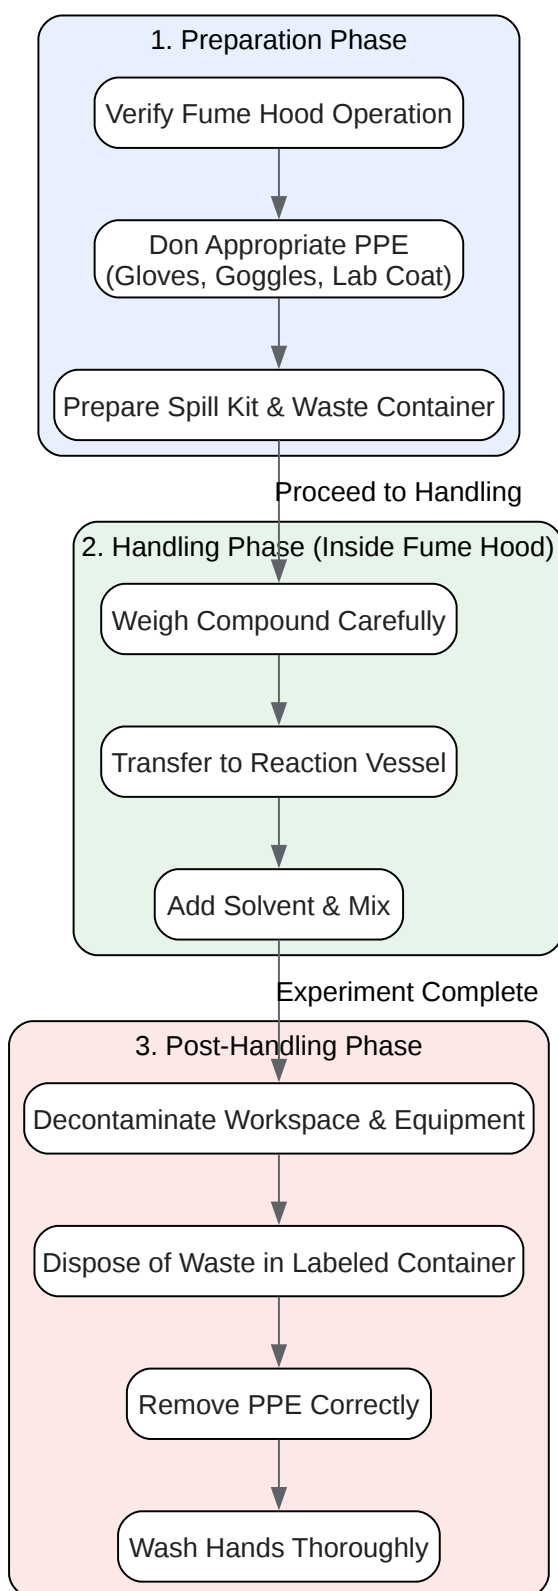 1. Preparation Phase
Verify Fume Hood Operation
Don Appropriate PPE
(Gloves, Goggles, Lab Coat)
Prepare Spill Kit & Waste Container
Proceed to Handling
2. Handling Phase (Inside Fume Hood)
Weigh Compound Carefully
Transfer to Reaction Vessel
Add Solvent & Mix
Experiment Complete
3. Post-Handling Phase
Decontaminate Workspace & Equipment
Dispose of Waste in Labeled Container
Remove PPE Correctly
Wash Hands Thoroughly